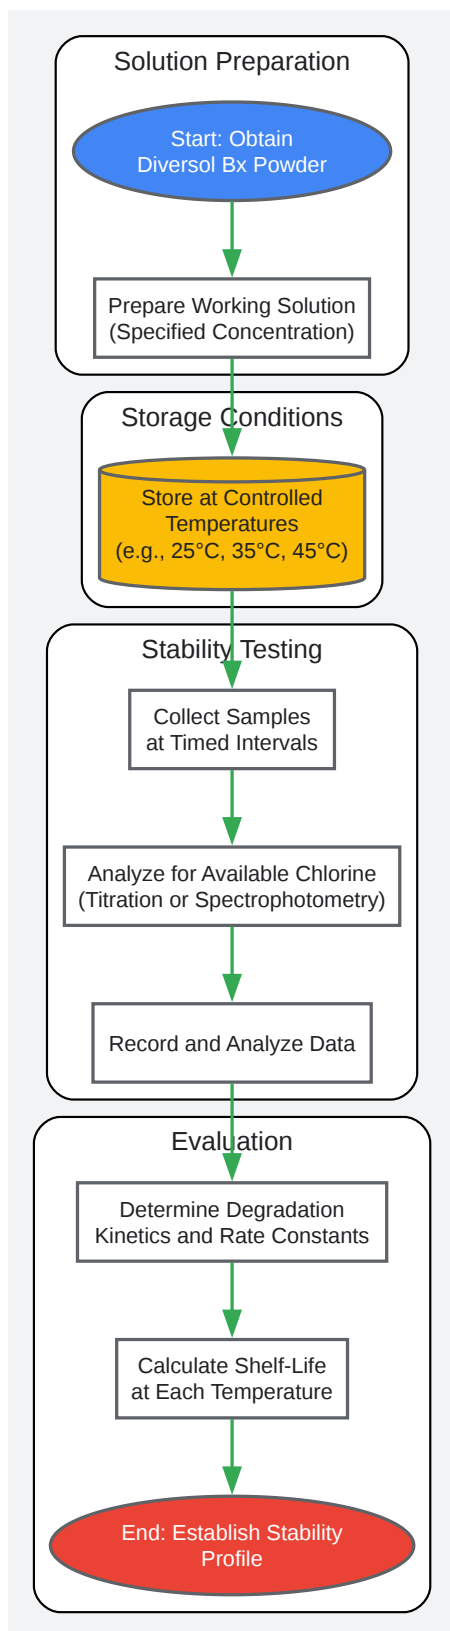 Solution Preparation
Start: Obtain
Diversol Bx Powder
Prepare Working Solution
(Specified Concentration)
Storage Conditions
Store at Controlled
Temperatures
(e.g., 25°C, 35°C, 45°C)
Stability Testing
Collect Samples
at Timed Intervals
Analyze for Available Chlorine
(Titration or Spectrophotometry)
Record and Analyze Data
Evaluation
Determine Degradation
Kinetics and Rate Constants
Calculate Shelf-Life
at Each Temperature
End: Establish Stability
Profile